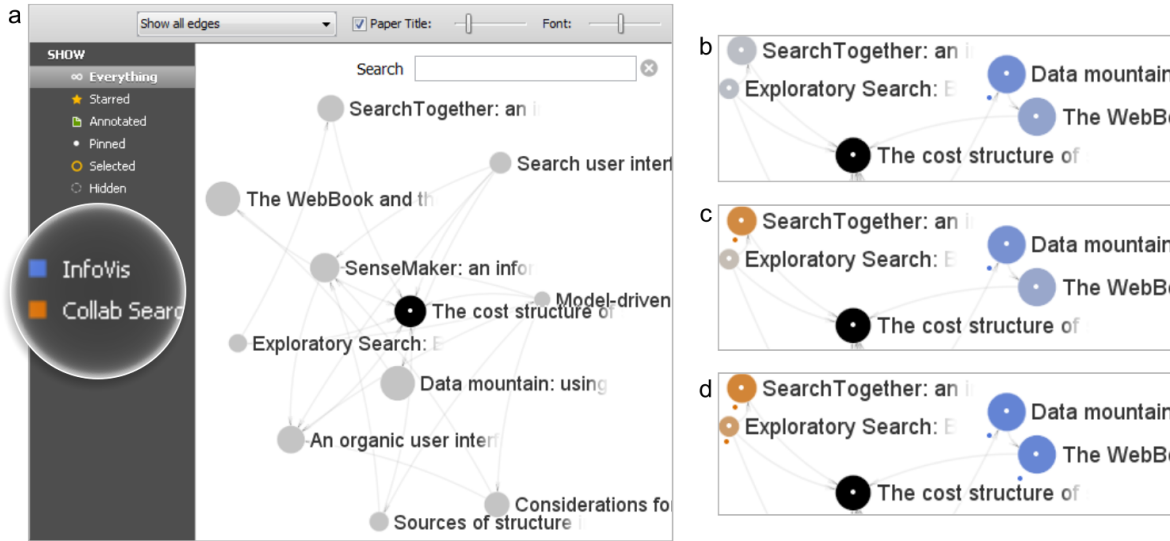 a
Show all edges
Paper Title:
Font:
SHOW
Everything
Starred
Annotated
Pinned
Selected
Hidden
InfoVis
Collab Searc
Search
SearchTogether: an i
Search user interf
The WebBook and th
SenseMaker: an infor
Model-driven
The cost structure of
Exploratory Search: E
Data mountain: using
An organic user interf
Considerations fo
Sources of structure i
b
SearchTogether: an i
Data mountain
Exploratory Search: E
The WebBo
The cost structure of
c
SearchTogether: an i
Data mountain
Exploratory Search: E
The WebBo
The cost structure of
d
SearchTogether: an i
Data mountain
Exploratory Search: E
The WebBo
The cost structure of